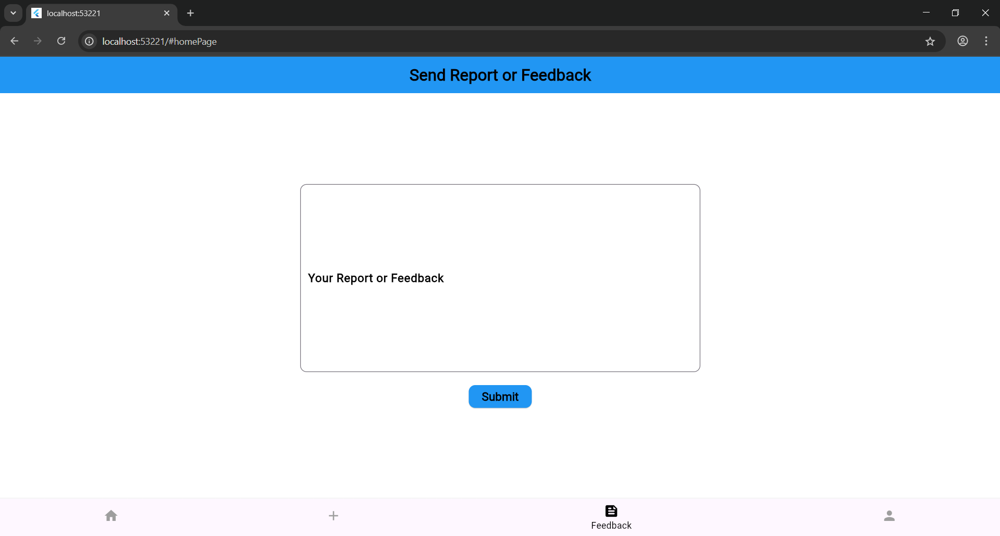 localhost:53221
localhost:53221/#homePage
Send Report or Feedback
Your Report or Feedback
Submit
Feedback